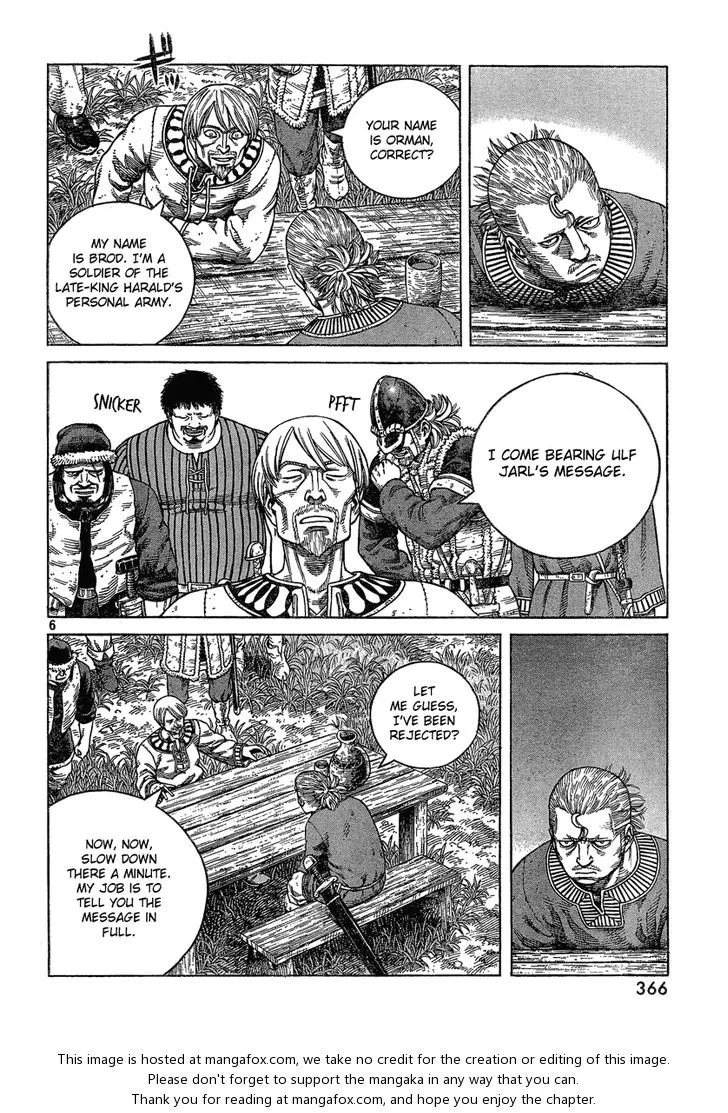 ギ
YOUR NAME
IS ORMAN,
CORRECT?
MY NAME
IS BROD. I'M A
SOLDIER OF THE
LATE-KING HARALD'S
PERSONAL ARMY.
SNICKER
PFFT
I COME BEARING ULF
JARL'S MESSAGE.
6
LET
ME GUESS,
I'VE BEEN
REJECTED?
NOW, NOW,
SLOW DOWN
THERE A MINUTE.
MY JOB IS TO
TELL YOU THE
MESSAGE IN
FULL.
366
This image is hosted at mangafox.com, we take no credit for the creation or editing of this image.
Please don't forget to support the mangaka in any way that you can.
Thank you for reading at mangafox.com, and hope you enjoy the chapter.